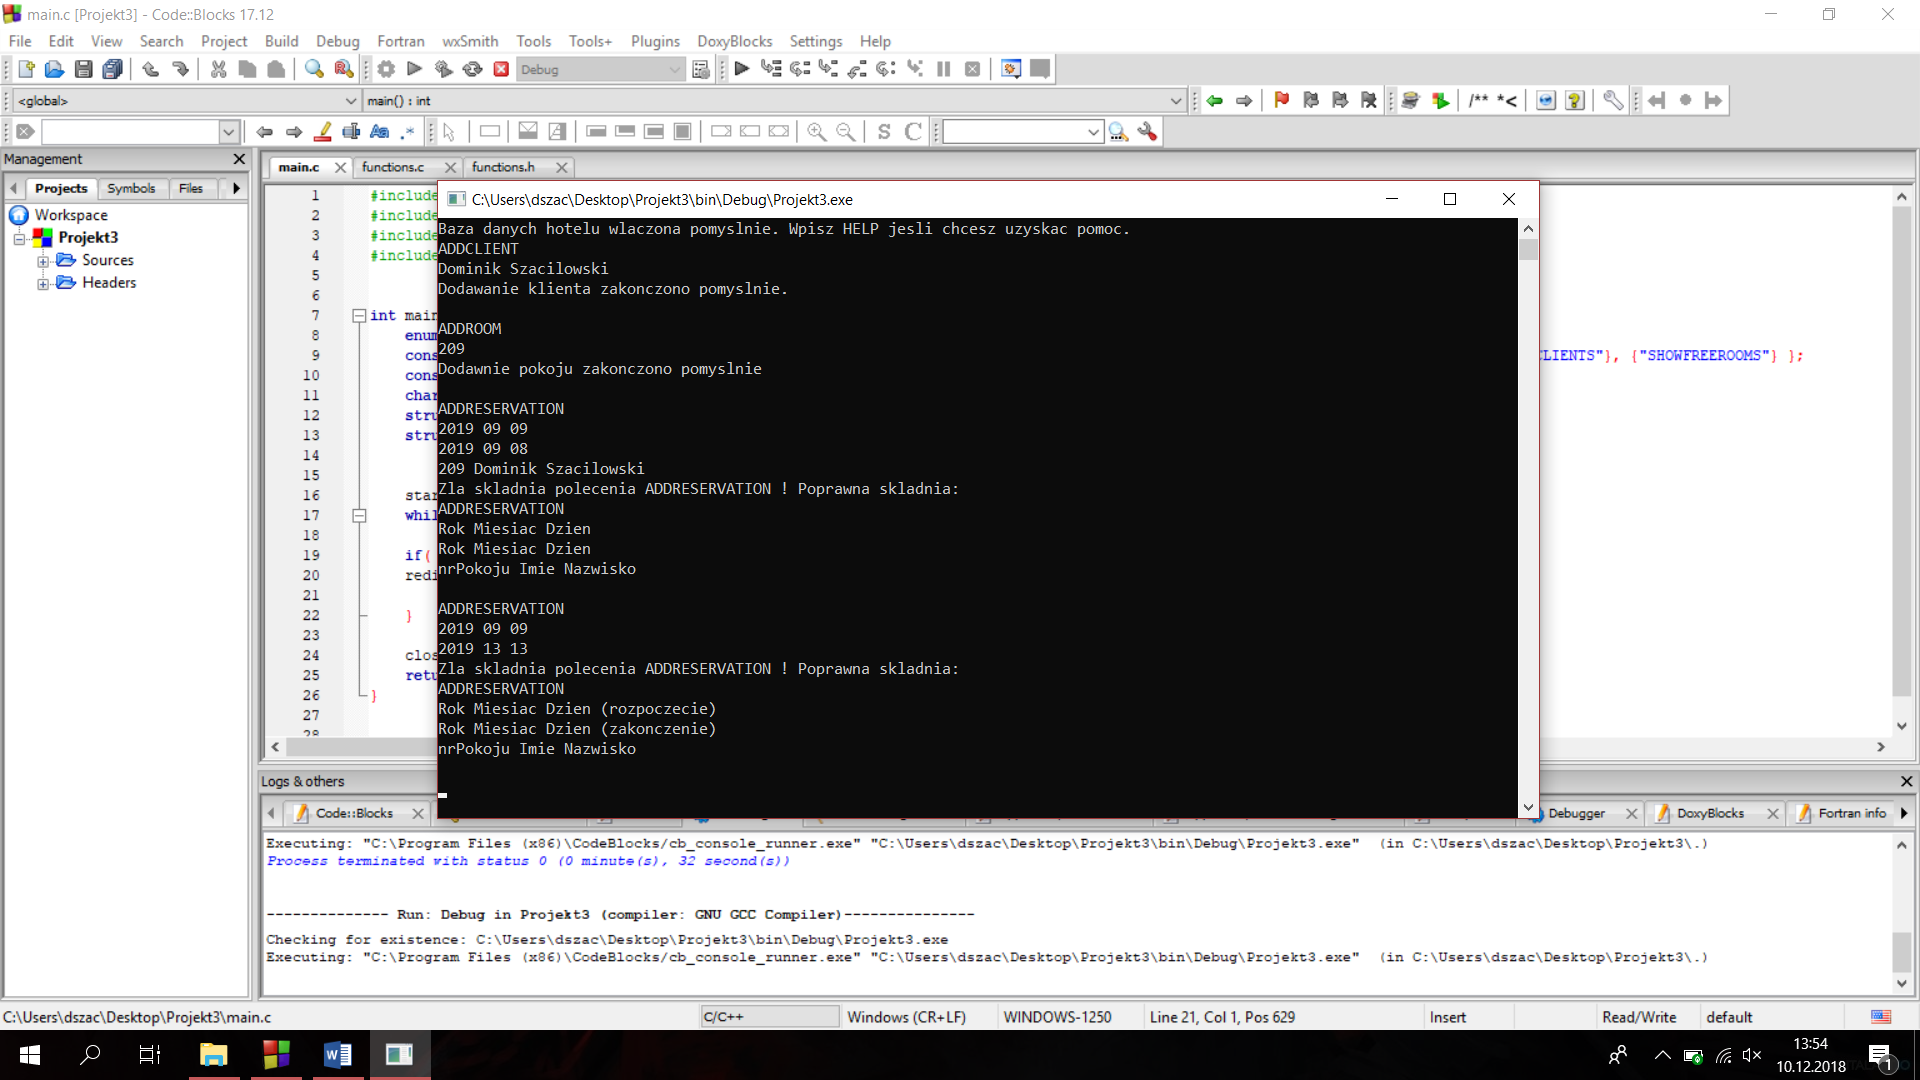 main.c [Projekt3] - Code::Blocks 17.12
File Edit View Search Project Build Debug Fortran wxSmith Tools Tools+ Plugins DoxyBlocks Settings Help
Debug
<global> main() : int
/** *<
Aa .*
S C
Management
main.c functions.c functions.h
Projects Symbols Files
Workspace
Projekt3
Sources
Headers
1 #include
2 #include
3 #include
4 #include
5
6
7 int main
8 enum
9 cons
LIENTS"}, {"SHOWFREEROOMS"} };
10 cons
11 char
12 stru
13 stru
14
15
16 star
17 whil
18
19 if(
20 redi
21
22 }
23
24 clos
25 retu
26 }
27
28
C:\Users\dszac\Desktop\Projekt3\bin\Debug\Projekt3.exe
Baza danych hotelu wlaczona pomyslnie. Wpisz HELP jesli chcesz uzyskac pomoc.
ADDCLIENT
Dominik Szacilowski
Dodawanie klienta zakonczono pomyslnie.
ADDROOM
209
Dodawnie pokoju zakonczono pomyslnie
ADDRESERVATION
2019 09 09
2019 09 08
209 Dominik Szacilowski
Zla skladnia polecenia ADDRESERVATION ! Poprawna skladnia:
ADDRESERVATION
Rok Miesiac Dzien
Rok Miesiac Dzien
nrPokoju Imie Nazwisko
ADDRESERVATION
2019 09 09
2019 13 13
Zla skladnia polecenia ADDRESERVATION ! Poprawna skladnia:
ADDRESERVATION
Rok Miesiac Dzien (rozpoczecie)
Rok Miesiac Dzien (zakonczenie)
nrPokoju Imie Nazwisko
Logs & others
Code::Blocks Debugger DoxyBlocks Fortran info
Executing: "C:\Program Files (x86)\CodeBlocks/cb_console_runner.exe" "C:\Users\dszac\Desktop\Projekt3\bin\Debug\Projekt3.exe" (in C:\Users\dszac\Desktop\Projekt3\.)
Process terminated with status 0 (0 minute(s), 32 second(s))
-------------- Run: Debug in Projekt3 (compiler: GNU GCC Compiler)---------------
Checking for existence: C:\Users\dszac\Desktop\Projekt3\bin\Debug\Projekt3.exe
Executing: "C:\Program Files (x86)\CodeBlocks/cb_console_runner.exe" "C:\Users\dszac\Desktop\Projekt3\bin\Debug\Projekt3.exe" (in C:\Users\dszac\Desktop\Projekt3\.)
C:\Users\dszac\Desktop\Projekt3\main.c C/C++ Windows (CR+LF) WINDOWS-1250 Line 21, Col 1, Pos 629 Insert Read/Write default
13:54
10.12.2018
1